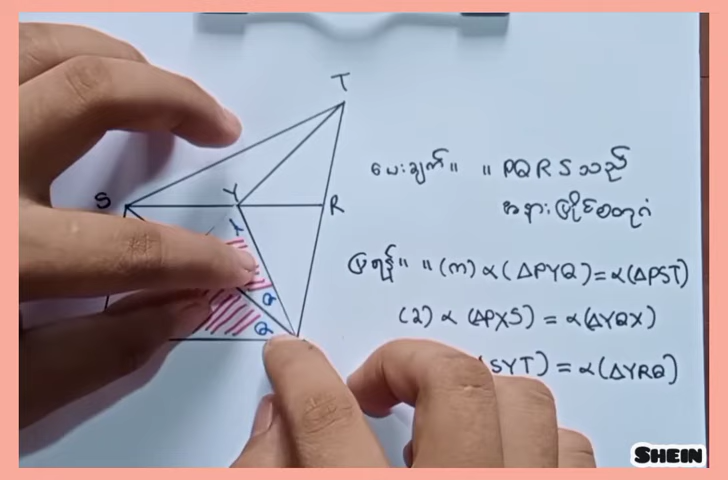 T
S Y R
X
Q
Q
ပေးချက်။ ။ PQRS သည်
အနားပြိုင်စတုဂံ
ပြရန်။ ။ (က) α(ΔPYQ) = α(ΔPST)
(ခ) α(ΔPXS) = α(ΔYQX)
SYT) = α(ΔYRQ)
SHEIN